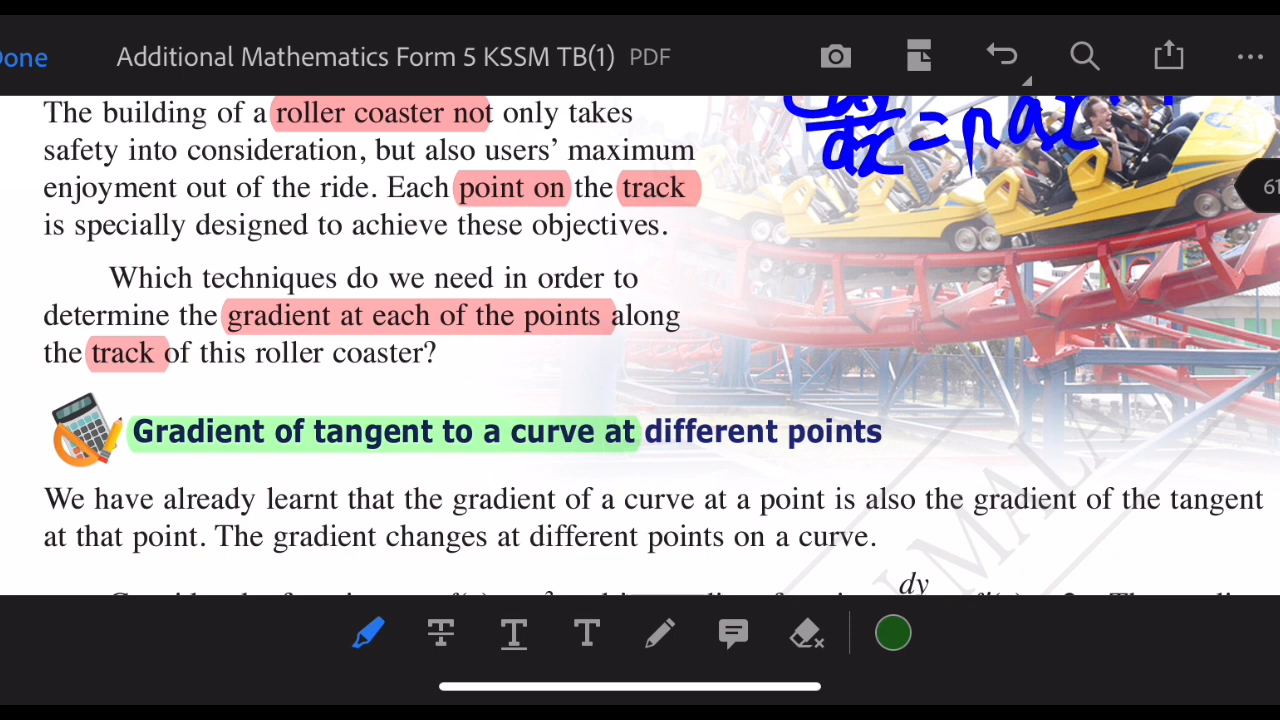 Done
Additional Mathematics Form 5 KSSM TB(1) PDF
The building of a roller coaster not only takes
safety into consideration, but also users' maximum
enjoyment out of the ride. Each point on the track
is specially designed to achieve these objectives.
Which techniques do we need in order to
determine the gradient at each of the points along
the track of this roller coaster?
61
Gradient of tangent to a curve at different points
We have already learnt that the gradient of a curve at a point is also the gradient of the tangent
at that point. The gradient changes at different points on a curve.
dy
MALA